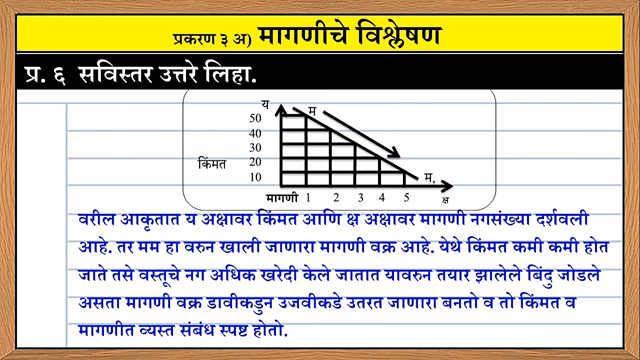 प्रकरण ३ अ) मागणीचे विश्लेषण
प्र. ६ सविस्तर उत्तरे लिहा.
य
म
50
40
30
20
10
किंमत
म,
मागणी 1 2 3 4 5 क्ष
वरील आकृतात य अक्षावर किंमत आणि क्ष अक्षावर मागणी नगसंख्या दर्शवली
आहे. तर मम हा वरुन खाली जाणारा मागणी वक्र आहे. येथे किंमत कमी कमी होत
जाते तसे वस्तूचे नग अधिक खरेदी केले जातात यावरुन तयार झालेले बिंदु जोडले
असता मागणी वक्र डावीकडुन उजवीकडे उतरत जाणारा बनतो व तो किंमत व
मागणीत व्यस्त संबंध स्पष्ट होतो.